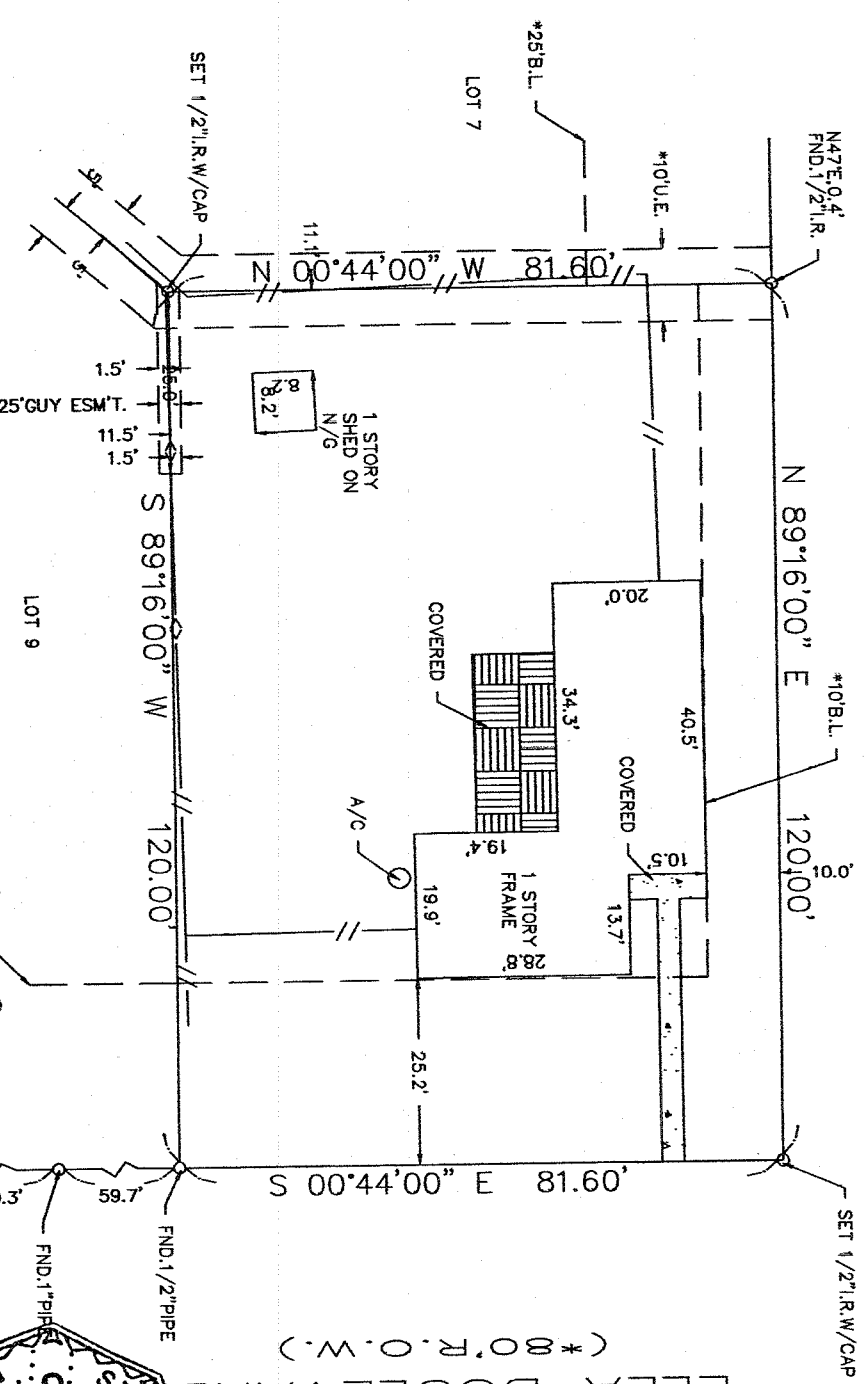 *25'B.L.
LOT 7
SET 1/2"I.R.W/CAP
N47°E,0.4'
FND.1/2"I.R.
*10'U.E.
11.1'
N 00°44'00" W 81.60'
5'
5'
1.5'
25.0'
25'GUY ESM'T.
11.5'
1.5'
8.2
8.2'
1 STORY
SHED ON
N/G
S 89°16'00" W 120.00'
LOT 9
N 89°16'00" E 120.00'
*10'B.L.
10.0'
20.0'
40.5'
34.3'
COVERED
COVERED
10.5'
13.7'
19.4'
19.9'
1 STORY
FRAME
28.8'
A/C
25.2'
S 00°44'00" E 81.60'
59.7'
.3'
FND.1/2"PIPE
FND.1"PIPE
SET 1/2"I.R.W/CAP
(*80'R.O.W.)